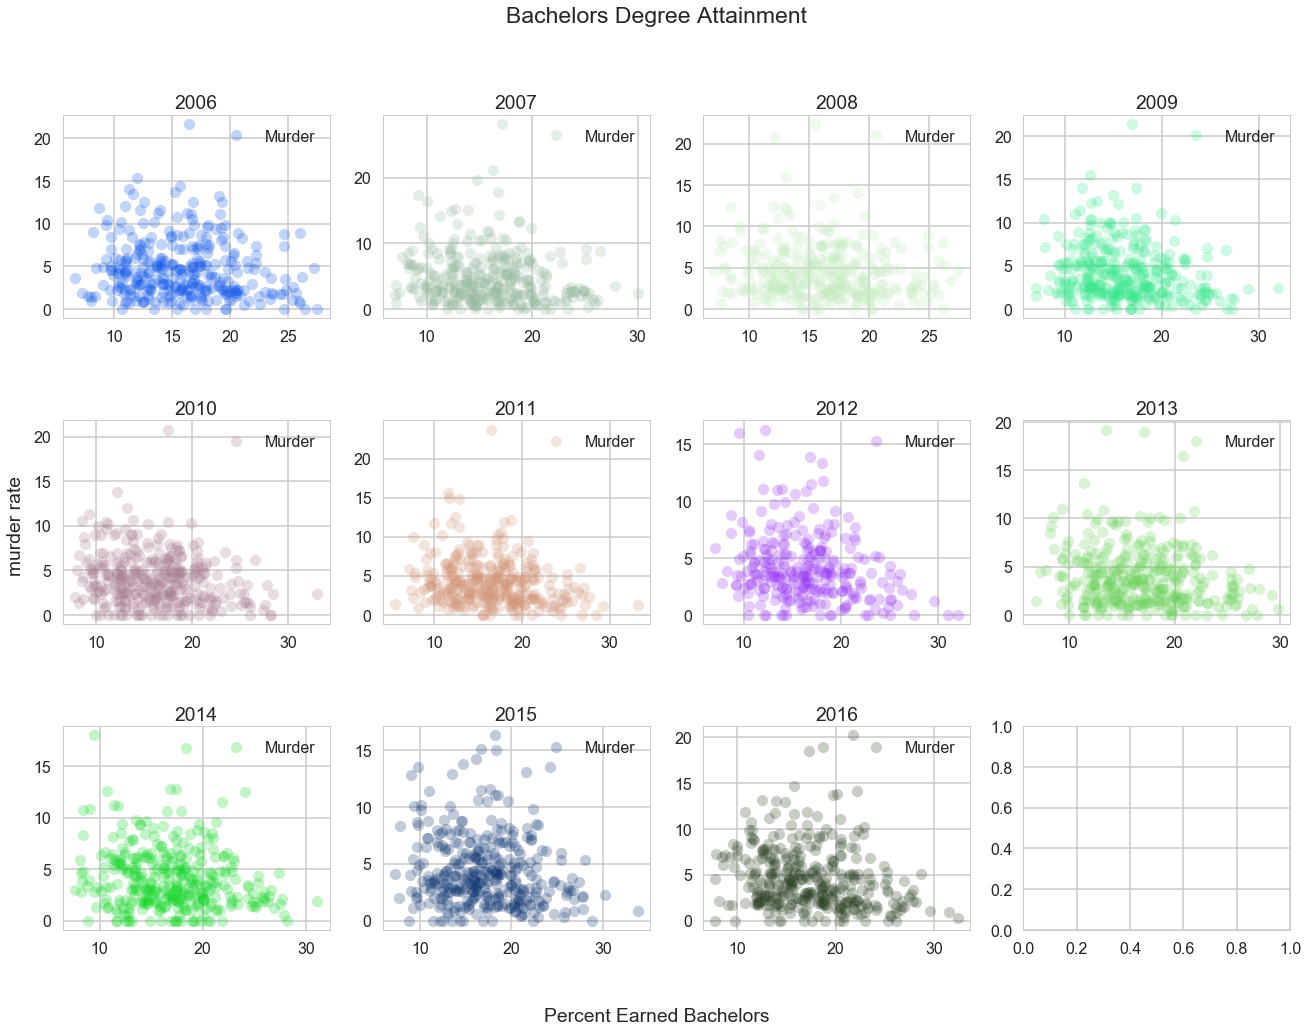 Bachelors Degree Attainment
2006 2007 2008 2009
Murder Murder Murder Murder
20 15 10 5 0
20 10 0
20 15 10 5 0
20 15 10 5 0
10 15 20 25
10 20 30
10 15 20 25
10 20 30
murder rate
2010 2011 2012 2013
Murder Murder Murder Murder
20 15 10 5 0
20 15 10 5 0
15 10 5 0
20 15 10 5 0
10 20 30
10 20 30
10 20 30
10 20 30
2014 2015 2016
Murder Murder Murder
15 10 5 0
15 10 5 0
20 15 10 5 0
1.0 0.8 0.6 0.4 0.2 0.0
10 20 30
10 20 30
10 20 30
0.0 0.2 0.4 0.6 0.8 1.0
Percent Earned Bachelors